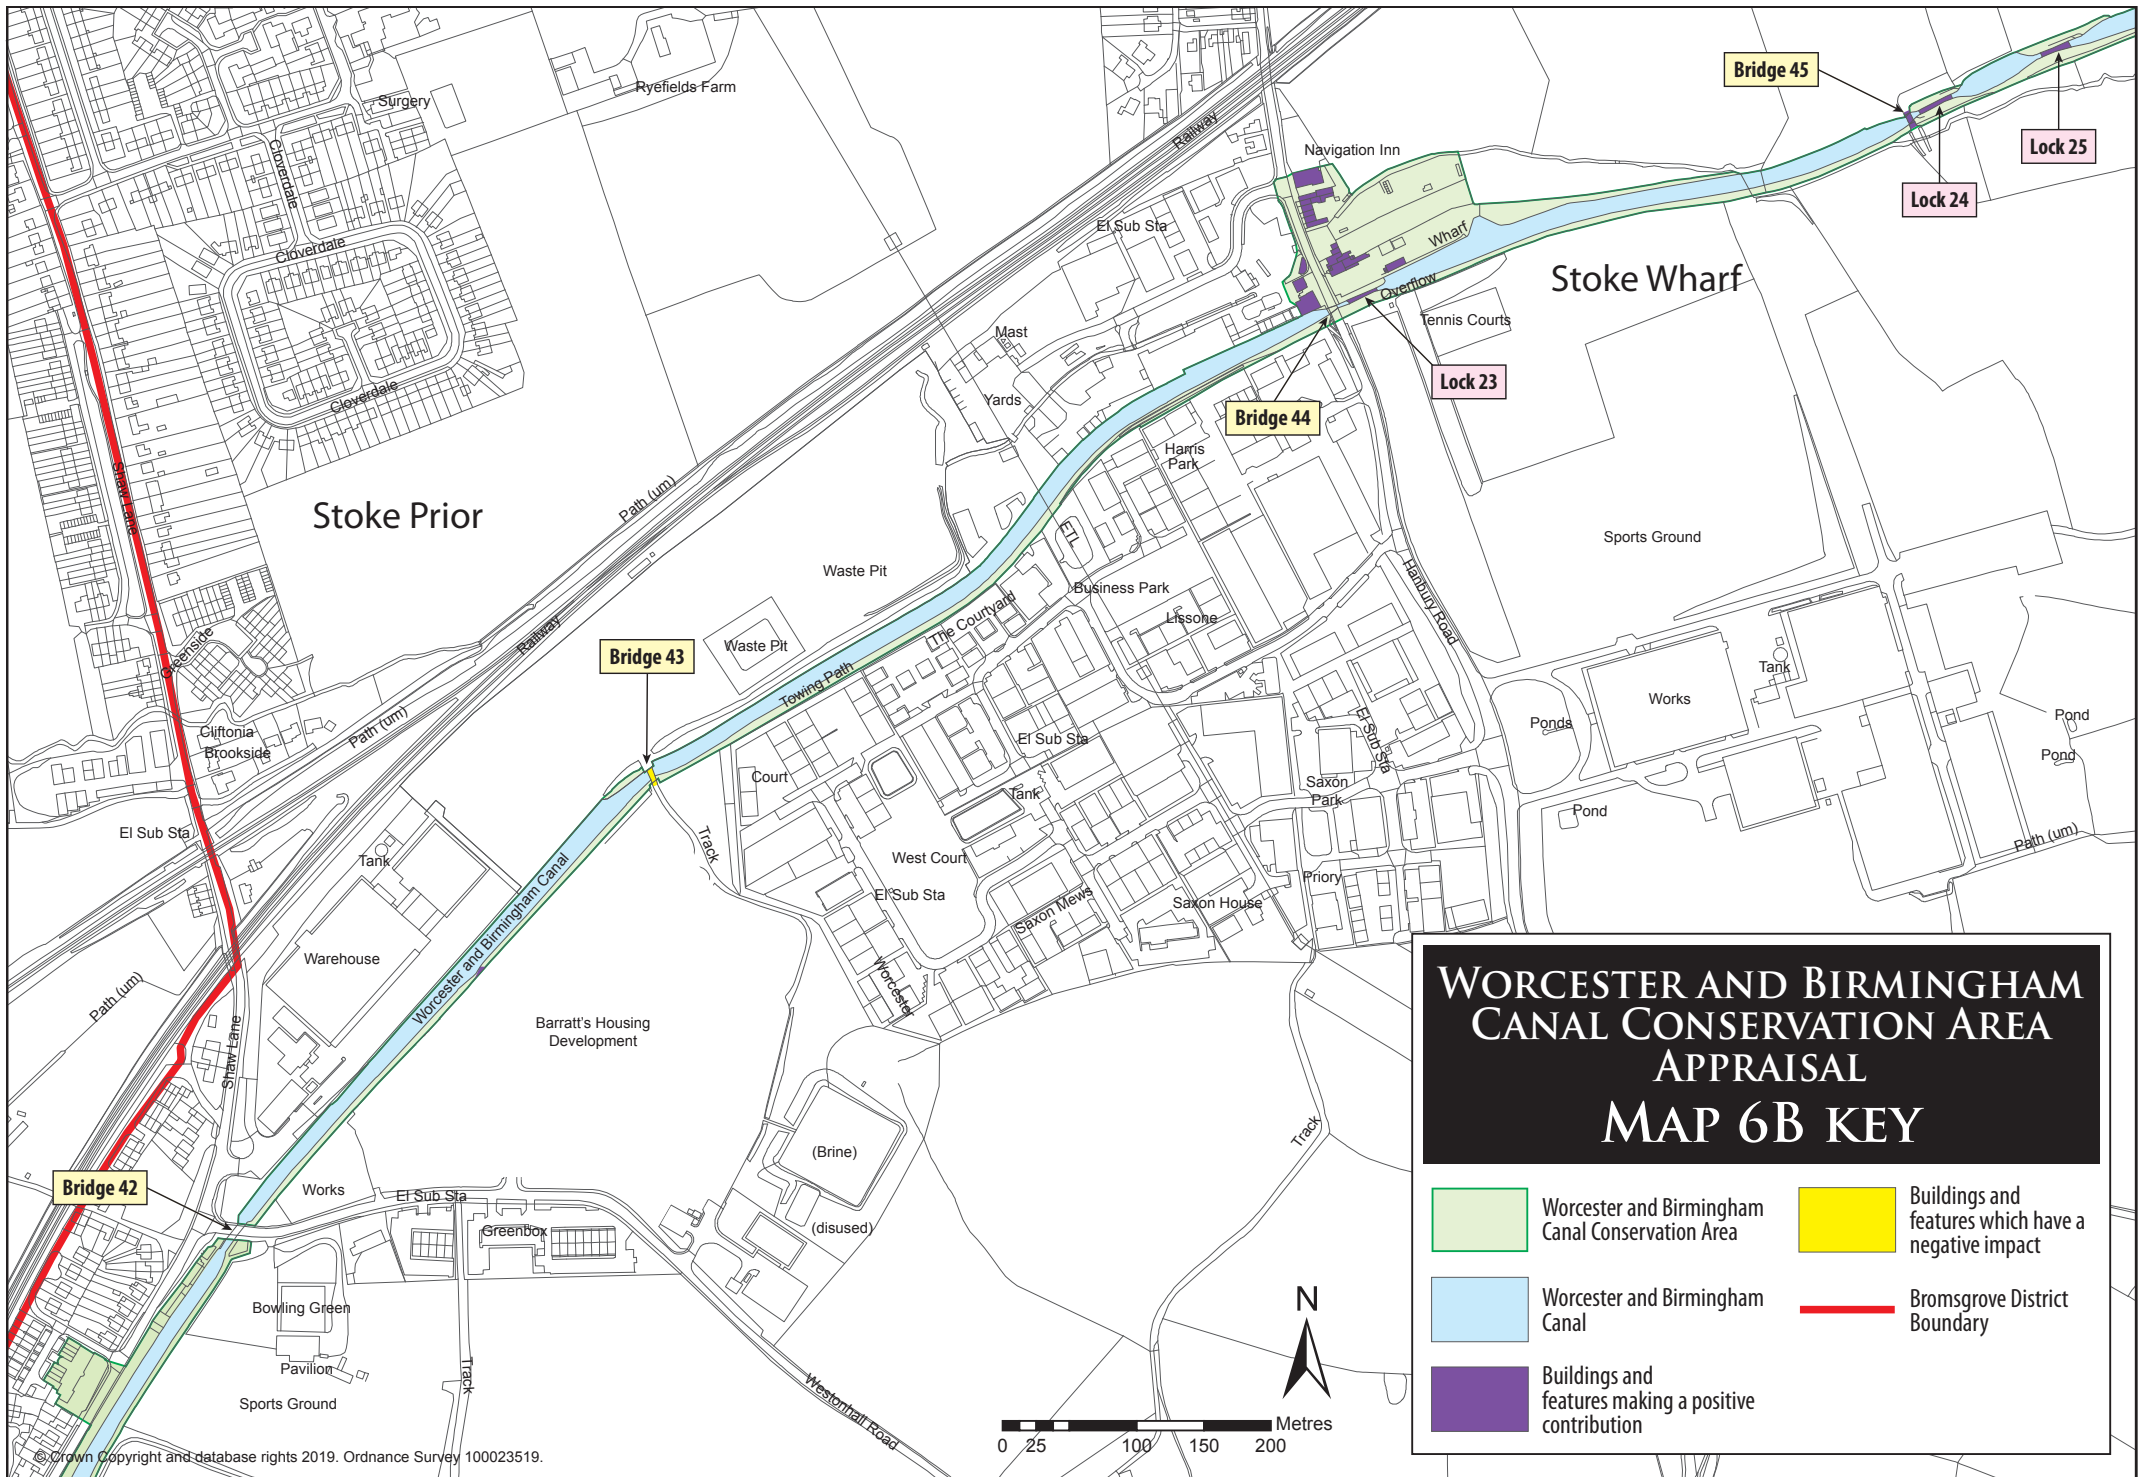 Surgery
Ryefields Farm
Bridge 45
Lock 25
Lock 24
Railway
Navigation Inn
Cloverdale
Cloverdale
El Sub Sta
Wharf
Overflow
Stoke Wharf
Tennis Courts
Mast
Cloverdale
Yards
Lock 23
Bridge 44
Harris
Park
Shaw Lane
Stoke Prior
Path (um)
ETL
Sports Ground
Waste Pit
Business Park
Hanbury Road
The Courtyard
Lissone
Greenside
Railway
Bridge 43
Waste Pit
Towing Path
Tank
Works
Ponds
Pond
Pond
Cliftonia
Brookside
Path (um)
El Sub Sta
El Sub Sta
Court
Tank
Saxon
Park
Pond
El Sub Sta
Track
Tank
West Court
El Sub Sta
Path (um)
Priory
Saxon Mews
Saxon House
Worcester and Birmingham Canal
Warehouse
Worcester
Path (um)
Barratt's Housing
Development
Shaw Lane
Track
(Brine)
Bridge 42
Works
El Sub Sta
Greenbox
(disused)
Bowling Green
Pavilion
Track
Sports Ground
Westonhall Road
N
Metres
0 25 100 150 200
© Crown Copyright and database rights 2019. Ordnance Survey 100023519.
WORCESTER AND BIRMINGHAM
CANAL CONSERVATION AREA
APPRAISAL
MAP 6B KEY
Worcester and Birmingham
Canal Conservation Area
Worcester and Birmingham
Canal
Buildings and
features making a positive
contribution
Buildings and
features which have a
negative impact
Bromsgrove District
Boundary